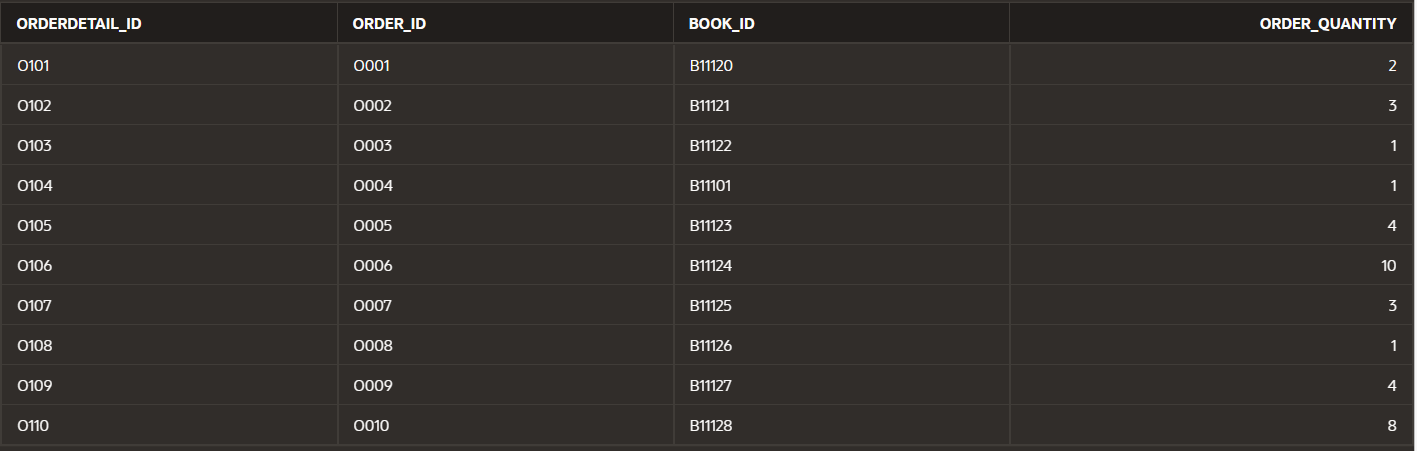 ORDERDETAIL_ID ORDER_ID BOOK_ID ORDER_QUANTITY
O101 O001 B11120 2
O102 O002 B11121 3
O103 O003 B11122 1
O104 O004 B11101 1
O105 O005 B11123 4
O106 O006 B11124 10
O107 O007 B11125 3
O108 O008 B11126 1
O109 O009 B11127 4
O110 O010 B11128 8